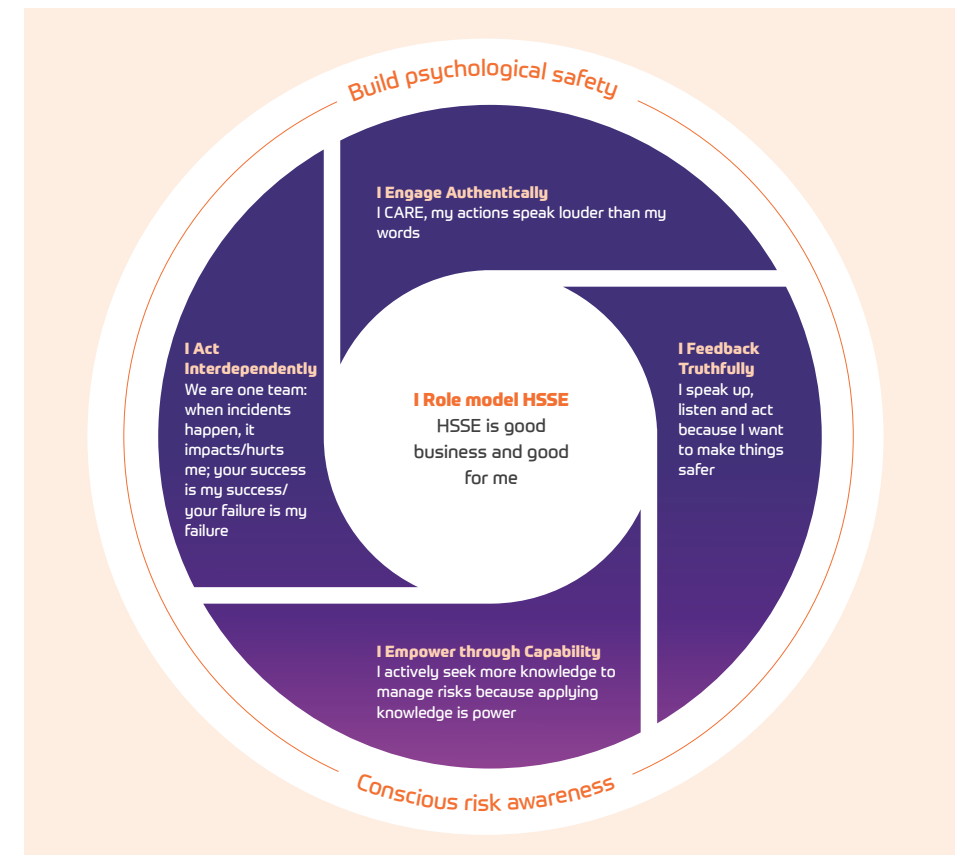 Build psychological safety
I Engage Authentically
I CARE, my actions speak louder than my
words
I Act
Interdependently
We are one team:
when incidents
happen, it
impacts/hurts
me; your success
is my success/
your failure is my
failure
I Role model HSSE
HSSE is good
business and good
for me
I Feedback
Truthfully
I speak up,
listen and act
because I want
to make things
safer
I Empower through Capability
I actively seek more knowledge to
manage risks because applying
knowledge is power
Conscious risk awareness